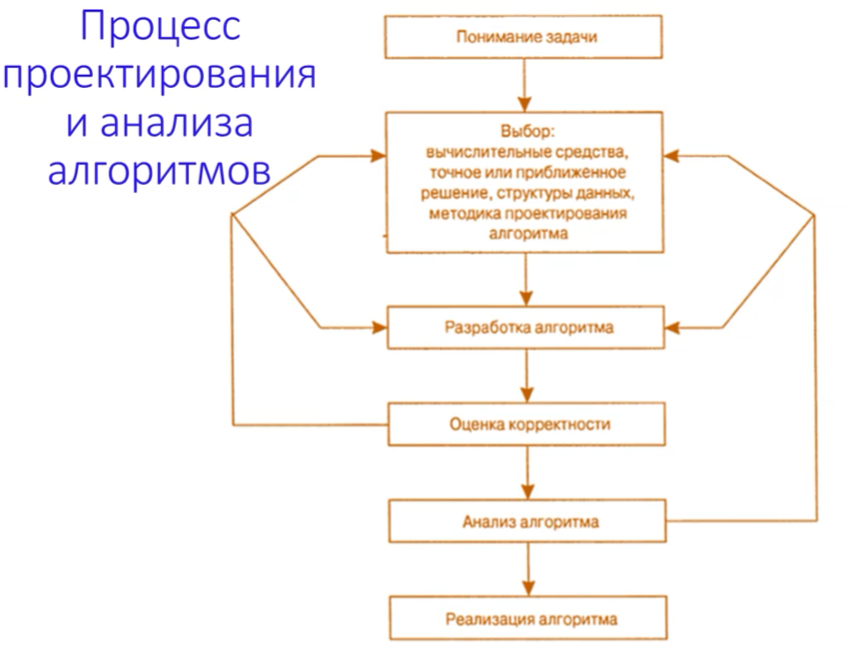 Процесс
проектирования
и анализа
алгоритмов
Понимание задачи
Выбор:
вычислительные средства,
точное или приближенное
решение, структуры данных,
методика проектирования
алгоритма
Разработка алгоритма
Оценка корректности
Анализ алгоритма
Реализация алгоритма